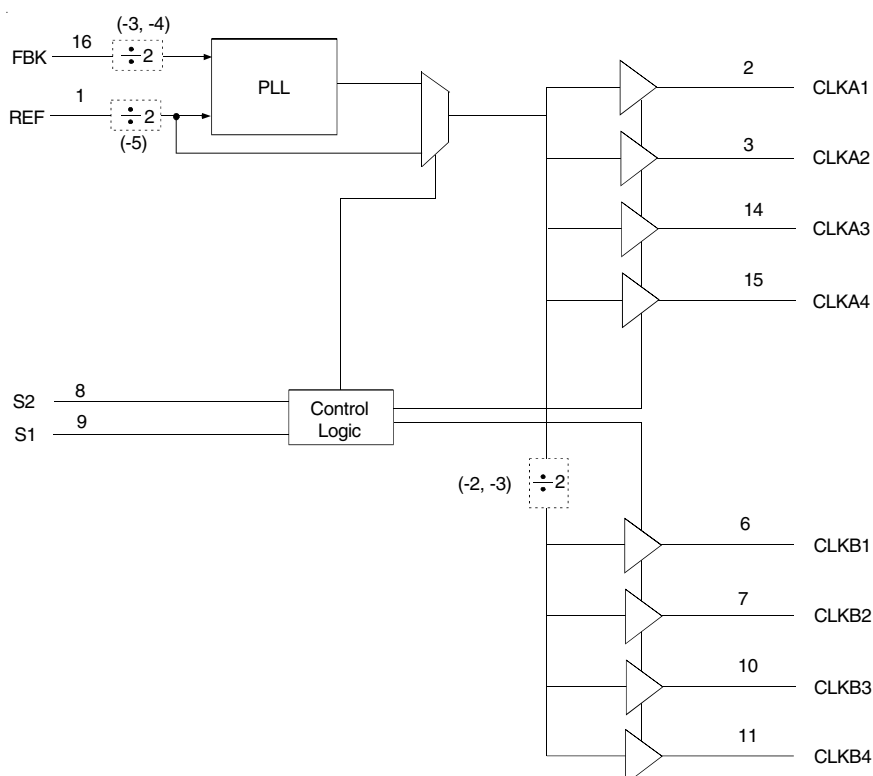 (-3, -4)
FBK 16 ÷2
PLL
REF 1 ÷2
(-5)
2 CLKA1
3 CLKA2
14 CLKA3
15 CLKA4
S2 8
S1 9
Control
Logic
(-2, -3) ÷2
6 CLKB1
7 CLKB2
10 CLKB3
11 CLKB4